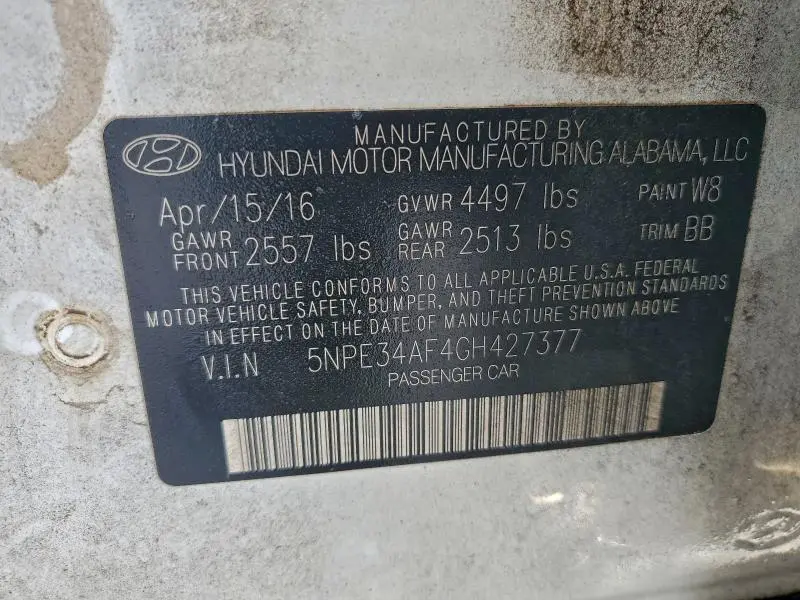 MANUFACTURED BY
HYUNDAI MOTOR MANUFACTURING ALABAMA, LLC
Apr/15/16 GVWR 4497 lbs PAINT W8
GAWR FRONT 2557 lbs GAWR REAR 2513 lbs TRIM BB
THIS VEHICLE CONFORMS TO ALL APPLICABLE U.S.A. FEDERAL
MOTOR VEHICLE SAFETY, BUMPER, AND THEFT PREVENTION STANDARDS
IN EFFECT ON THE DATE OF MANUFACTURE SHOWN ABOVE
V.I.N 5NPE34AF4GH427377
PASSENGER CAR